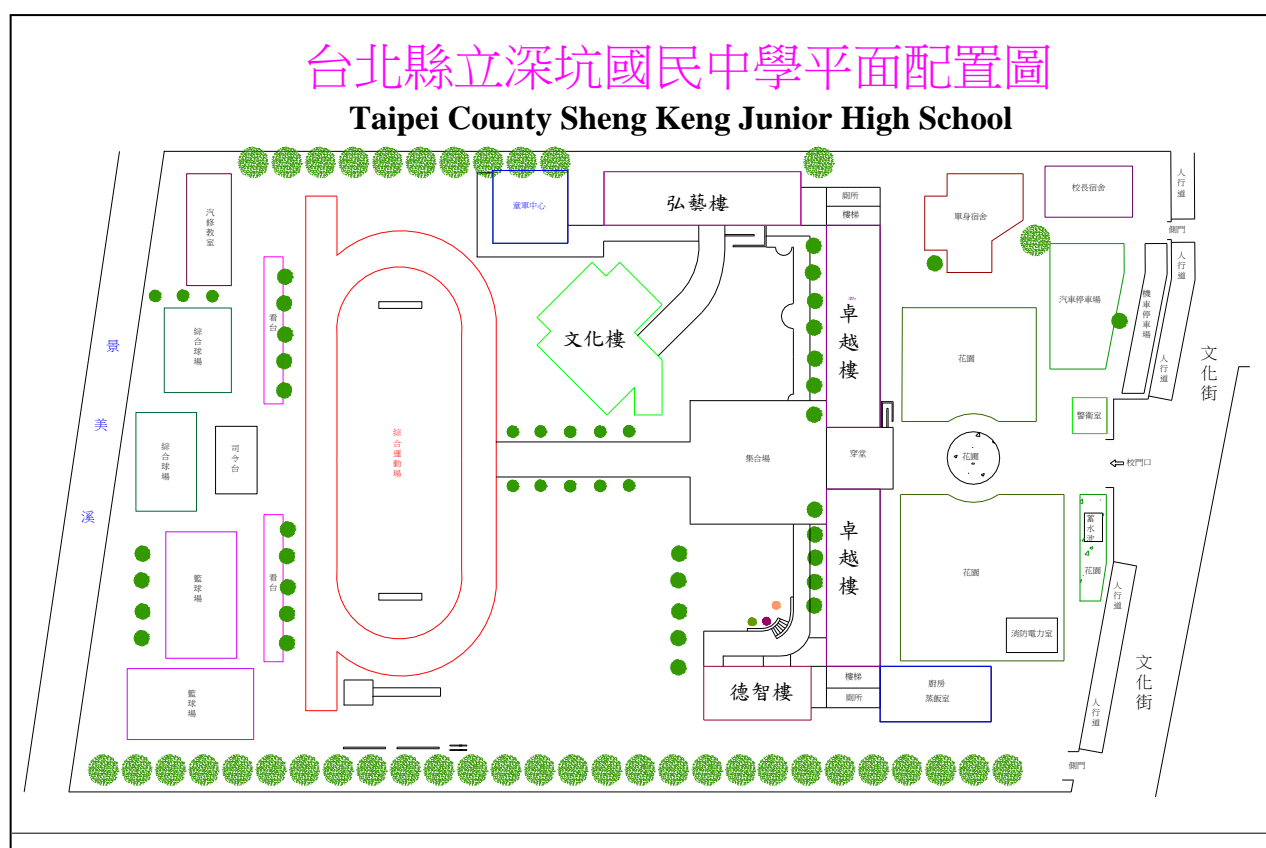 台北縣立深坑國民中學平面配置圖
Taipei County Sheng Keng Junior High School
人行道
汽修教室
童軍中心
弘藝樓
廁所
樓梯
單身宿舍
校長宿舍
側門
人行道
看台
綜合球場
文化樓
卓越樓
花園
汽車停車場
機車停車場
人行道
文化街
景美溪
綜合球場
司令台
綜合運動場
集合場
穿堂
花圃
警衛室
校門口
籃球場
看台
卓越樓
花園
蓄水池
花園
消防電力室
人行道
籃球場
德智樓
樓梯
廁所
廚房
蒸飯室
人行道
文化街
側門